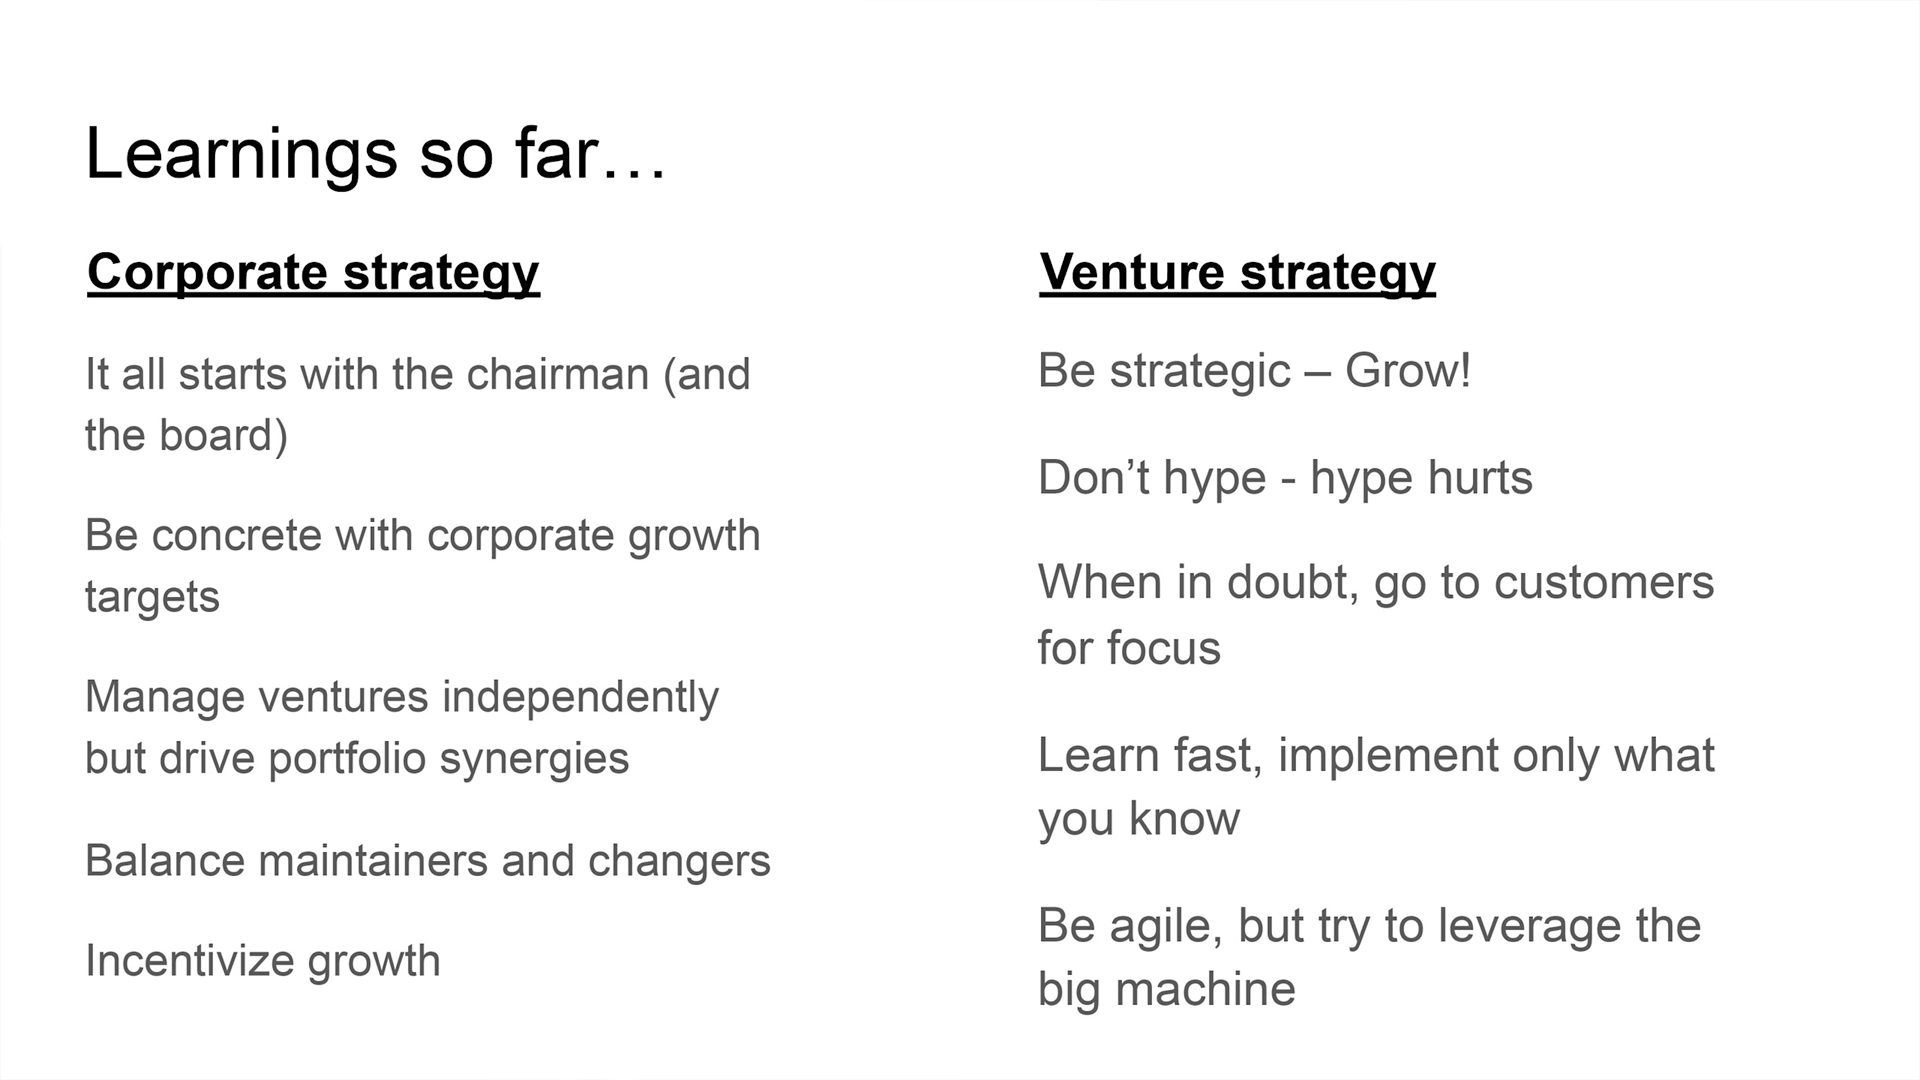 Learnings so far…
Corporate strategy
It all starts with the chairman (and
the board)
Be concrete with corporate growth
targets
Manage ventures independently
but drive portfolio synergies
Balance maintainers and changers
Incentivize growth
Venture strategy
Be strategic – Grow!
Don’t hype - hype hurts
When in doubt, go to customers
for focus
Learn fast, implement only what
you know
Be agile, but try to leverage the
big machine